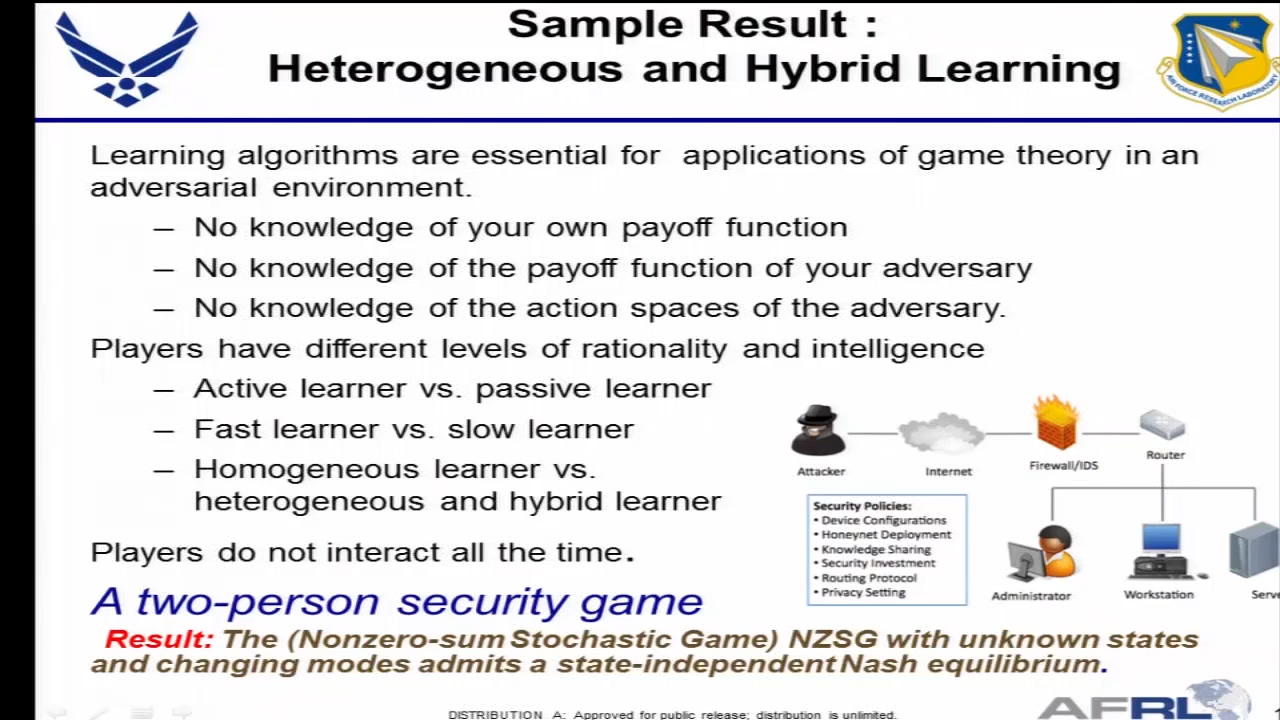 Sample Result :
Heterogeneous and Hybrid Learning
AIR FORCE RESEARCH LABORATORY
Learning algorithms are essential for applications of game theory in an
adversarial environment.
– No knowledge of your own payoff function
– No knowledge of the payoff function of your adversary
– No knowledge of the action spaces of the adversary.
Players have different levels of rationality and intelligence
– Active learner vs. passive learner
– Fast learner vs. slow learner
– Homogeneous learner vs.
heterogeneous and hybrid learner
Players do not interact all the time.
Attacker
Internet
Firewall/IDS
Router
Security Policies:
• Device Configurations
• Honeynet Deployment
• Knowledge Sharing
• Security Investment
• Routing Protocol
• Privacy Setting
Administrator
Workstation
Serve
A two-person security game
Result: The (Nonzero-sum Stochastic Game) NZSG with unknown states
and changing modes admits a state-independent Nash equilibrium.
DISTRIBUTION A: Approved for public release; distribution is unlimited.
AFRL